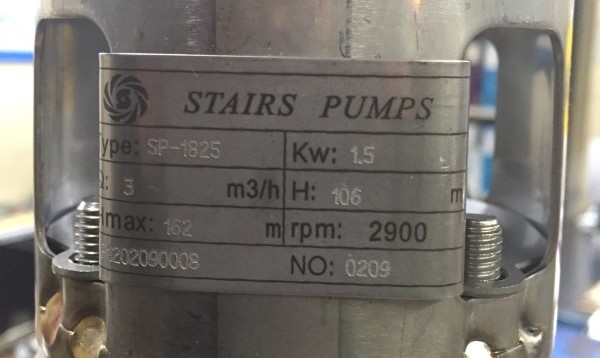 STAIRS PUMPS
ype: SP-1825 Kw: 1.5
Q: 3 m3/h H: 106 m
max: 162 m rpm: 2900
202090008 NO: 0209